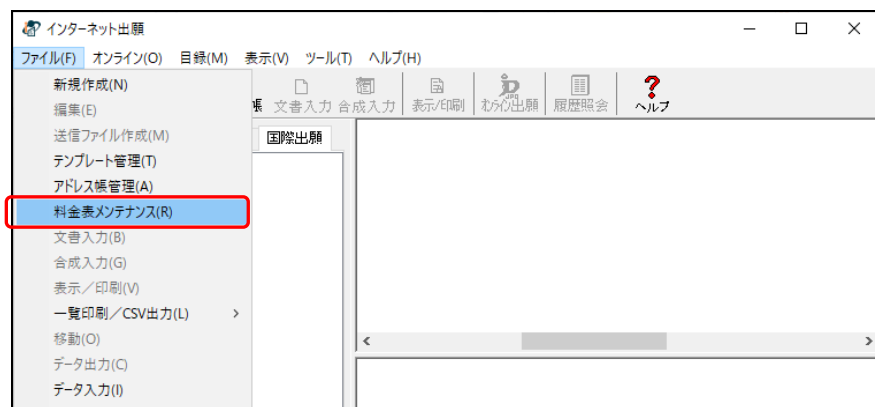 インターネット出願
ファイル(F) オンライン(O) 目録(M) 表示(V) ツール(T) ヘルプ(H)
新規作成(N)
編集(E)
帳 文書入力 合成入力 表示/印刷 わう応出願 履歴照会 ヘルプ
送信ファイル作成(M)
国際出願
テンプレート管理(T)
アドレス帳管理(A)
料金表メンテナンス(R)
文書入力(B)
合成入力(G)
表示/印刷(V)
一覧印刷/CSV出力(L)
移動(O)
データ出力(C)
データ入力(I)